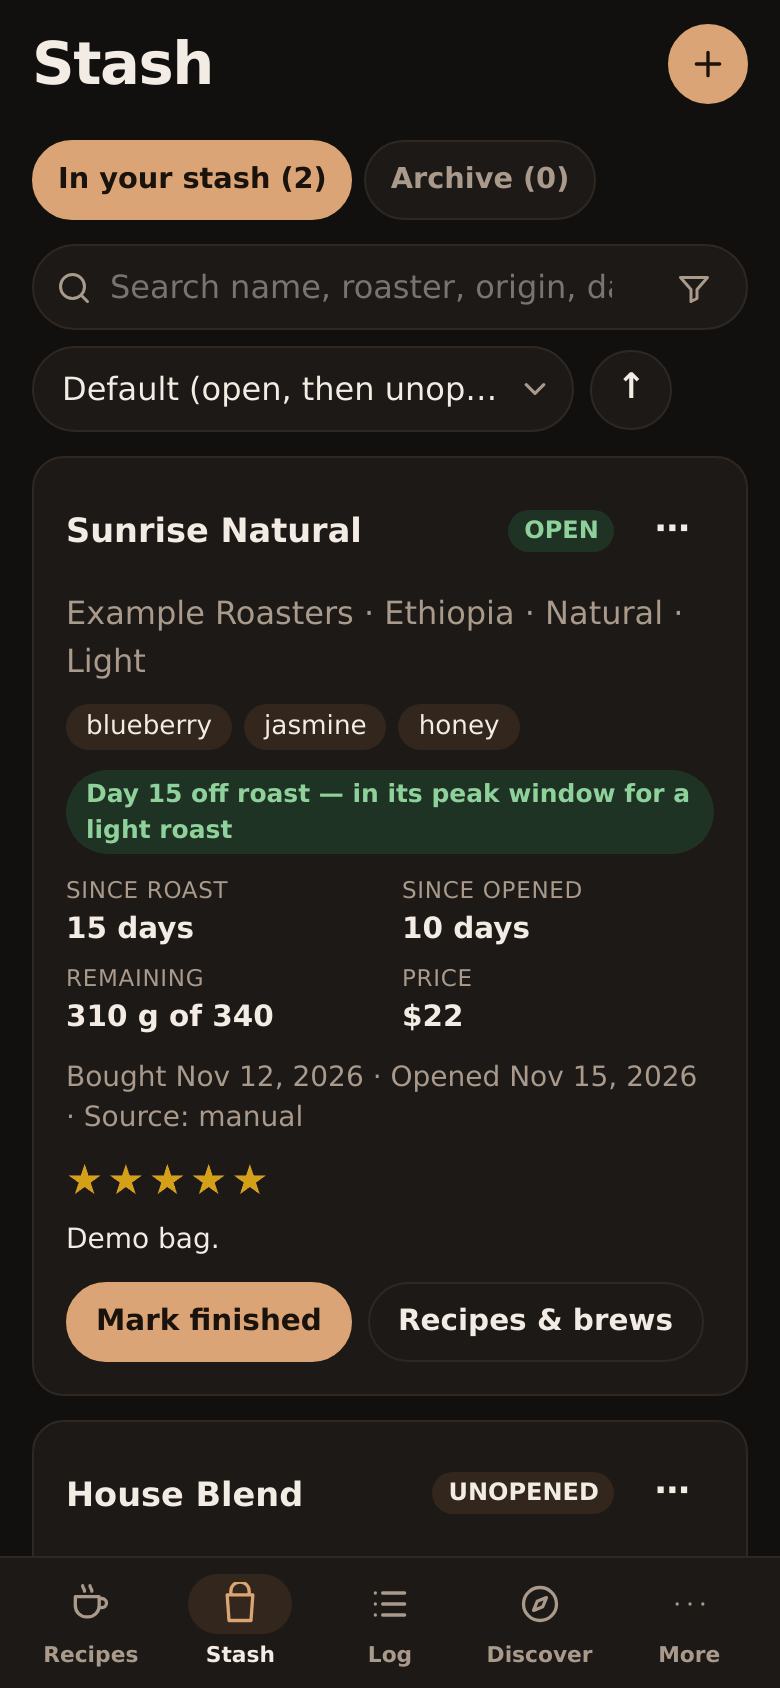 Stash
In your stash (2)
Archive (0)
Search name, roaster, origin, da
Default (open, then unop...
↑
Sunrise Natural
OPEN
...
Example Roasters · Ethiopia · Natural ·
Light
blueberry
jasmine
honey
Day 15 off roast — in its peak window for a
light roast
SINCE ROAST
SINCE OPENED
15 days
10 days
REMAINING
PRICE
310 g of 340
$22
Bought Nov 12, 2026 · Opened Nov 15, 2026
· Source: manual
★★★★★
Demo bag.
Mark finished
Recipes & brews
House Blend
UNOPENED
...
Recipes
Stash
Log
Discover
More